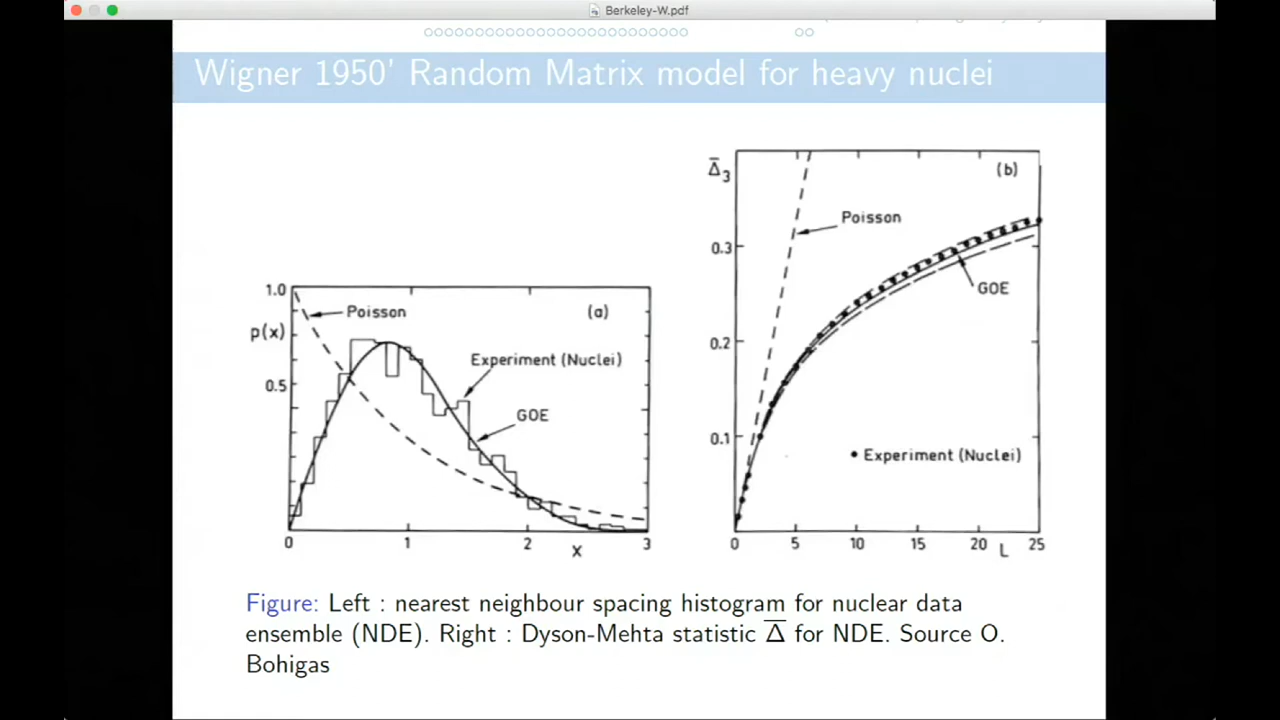 Berkeley-W.pdf
Wigner 1950' Random Matrix model for heavy nuclei
1.0
p(x)
0.5
0
1
2
3
x
Poisson
(a)
Experiment (Nuclei)
GOE
Δ̅₃
0.3
0.2
0.1
0
5
10
15
20
L
25
(b)
Poisson
GOE
• Experiment (Nuclei)
Figure: Left : nearest neighbour spacing histogram for nuclear data
ensemble (NDE). Right : Dyson-Mehta statistic Δ̅ for NDE. Source O.
Bohigas